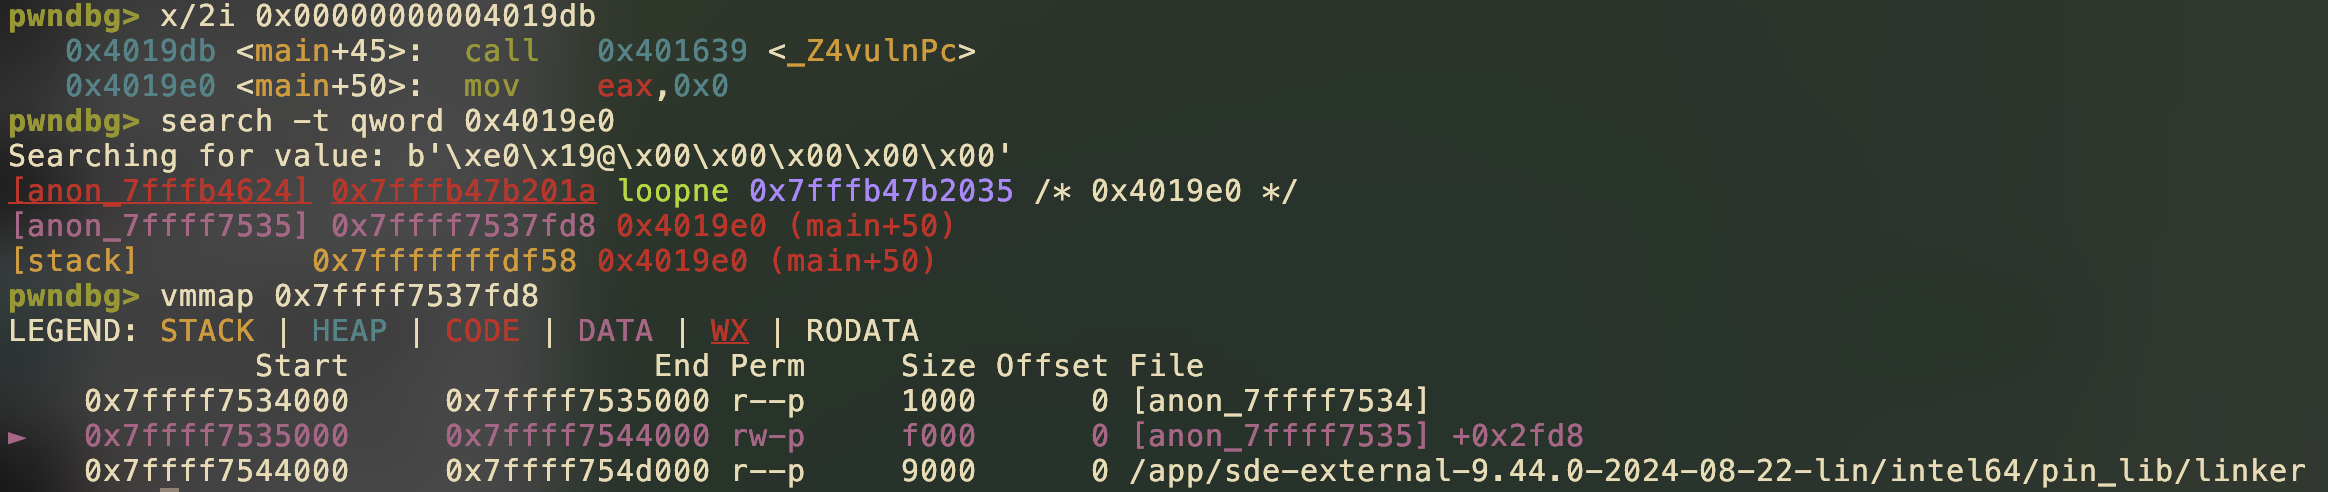 pwndbg> x/2i 0x00000000004019db
0x4019db <main+45>: call 0x401639 <_Z4vulnPc>
0x4019e0 <main+50>: mov eax,0x0
pwndbg> search -t qword 0x4019e0
Searching for value: b'\xe0\x19@\x00\x00\x00\x00\x00'
[anon_7fffb4624] 0x7fffb47b201a loopne 0x7fffb47b2035 /* 0x4019e0 */
[anon_7ffff7535] 0x7ffff7537fd8 0x4019e0 (main+50)
[stack] 0x7fffffffdf58 0x4019e0 (main+50)
pwndbg> vmmap 0x7ffff7537fd8
LEGEND: STACK | HEAP | CODE | DATA | WX | RODATA
Start End Perm Size Offset File
0x7ffff7534000 0x7ffff7535000 r--p 1000 0 [anon_7ffff7534]
► 0x7ffff7535000 0x7ffff7544000 rw-p f000 0 [anon_7ffff7535] +0x2fd8
0x7ffff7544000 0x7ffff754d000 r--p 9000 0 /app/sde-external-9.44.0-2024-08-22-lin/intel64/pin_lib/linker